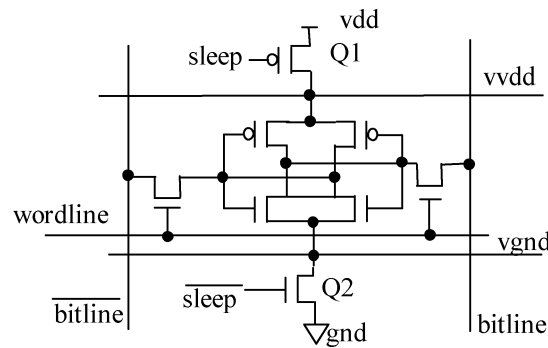 vdd
sleep
Q1
vvdd
wordline
vgnd
sleep
Q2
bitline
gnd
bitline